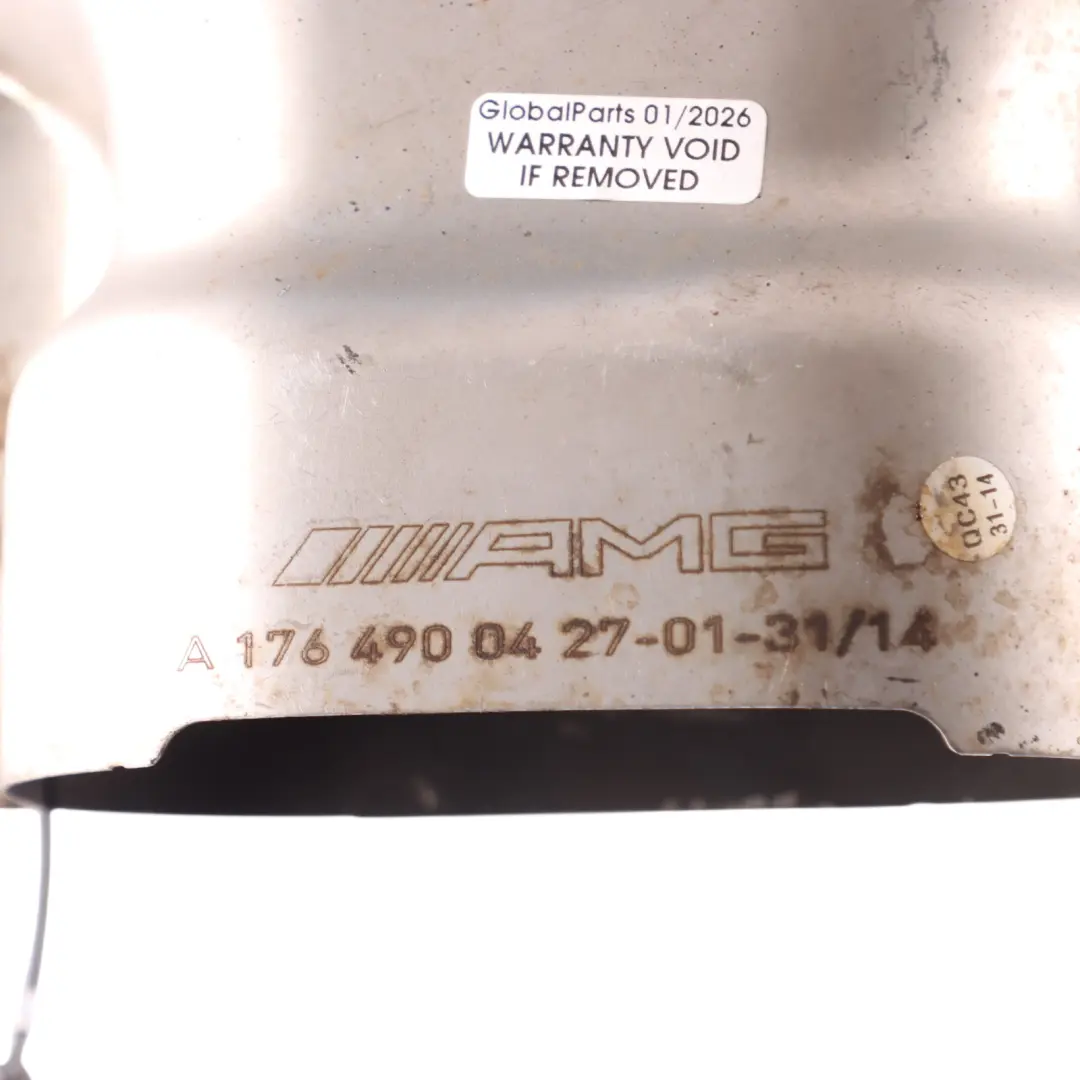 GlobalParts 01/2026
WARRANTY VOID
IF REMOVED
QC43
31-14
AMG
A 176 490 04 27-01-31/14